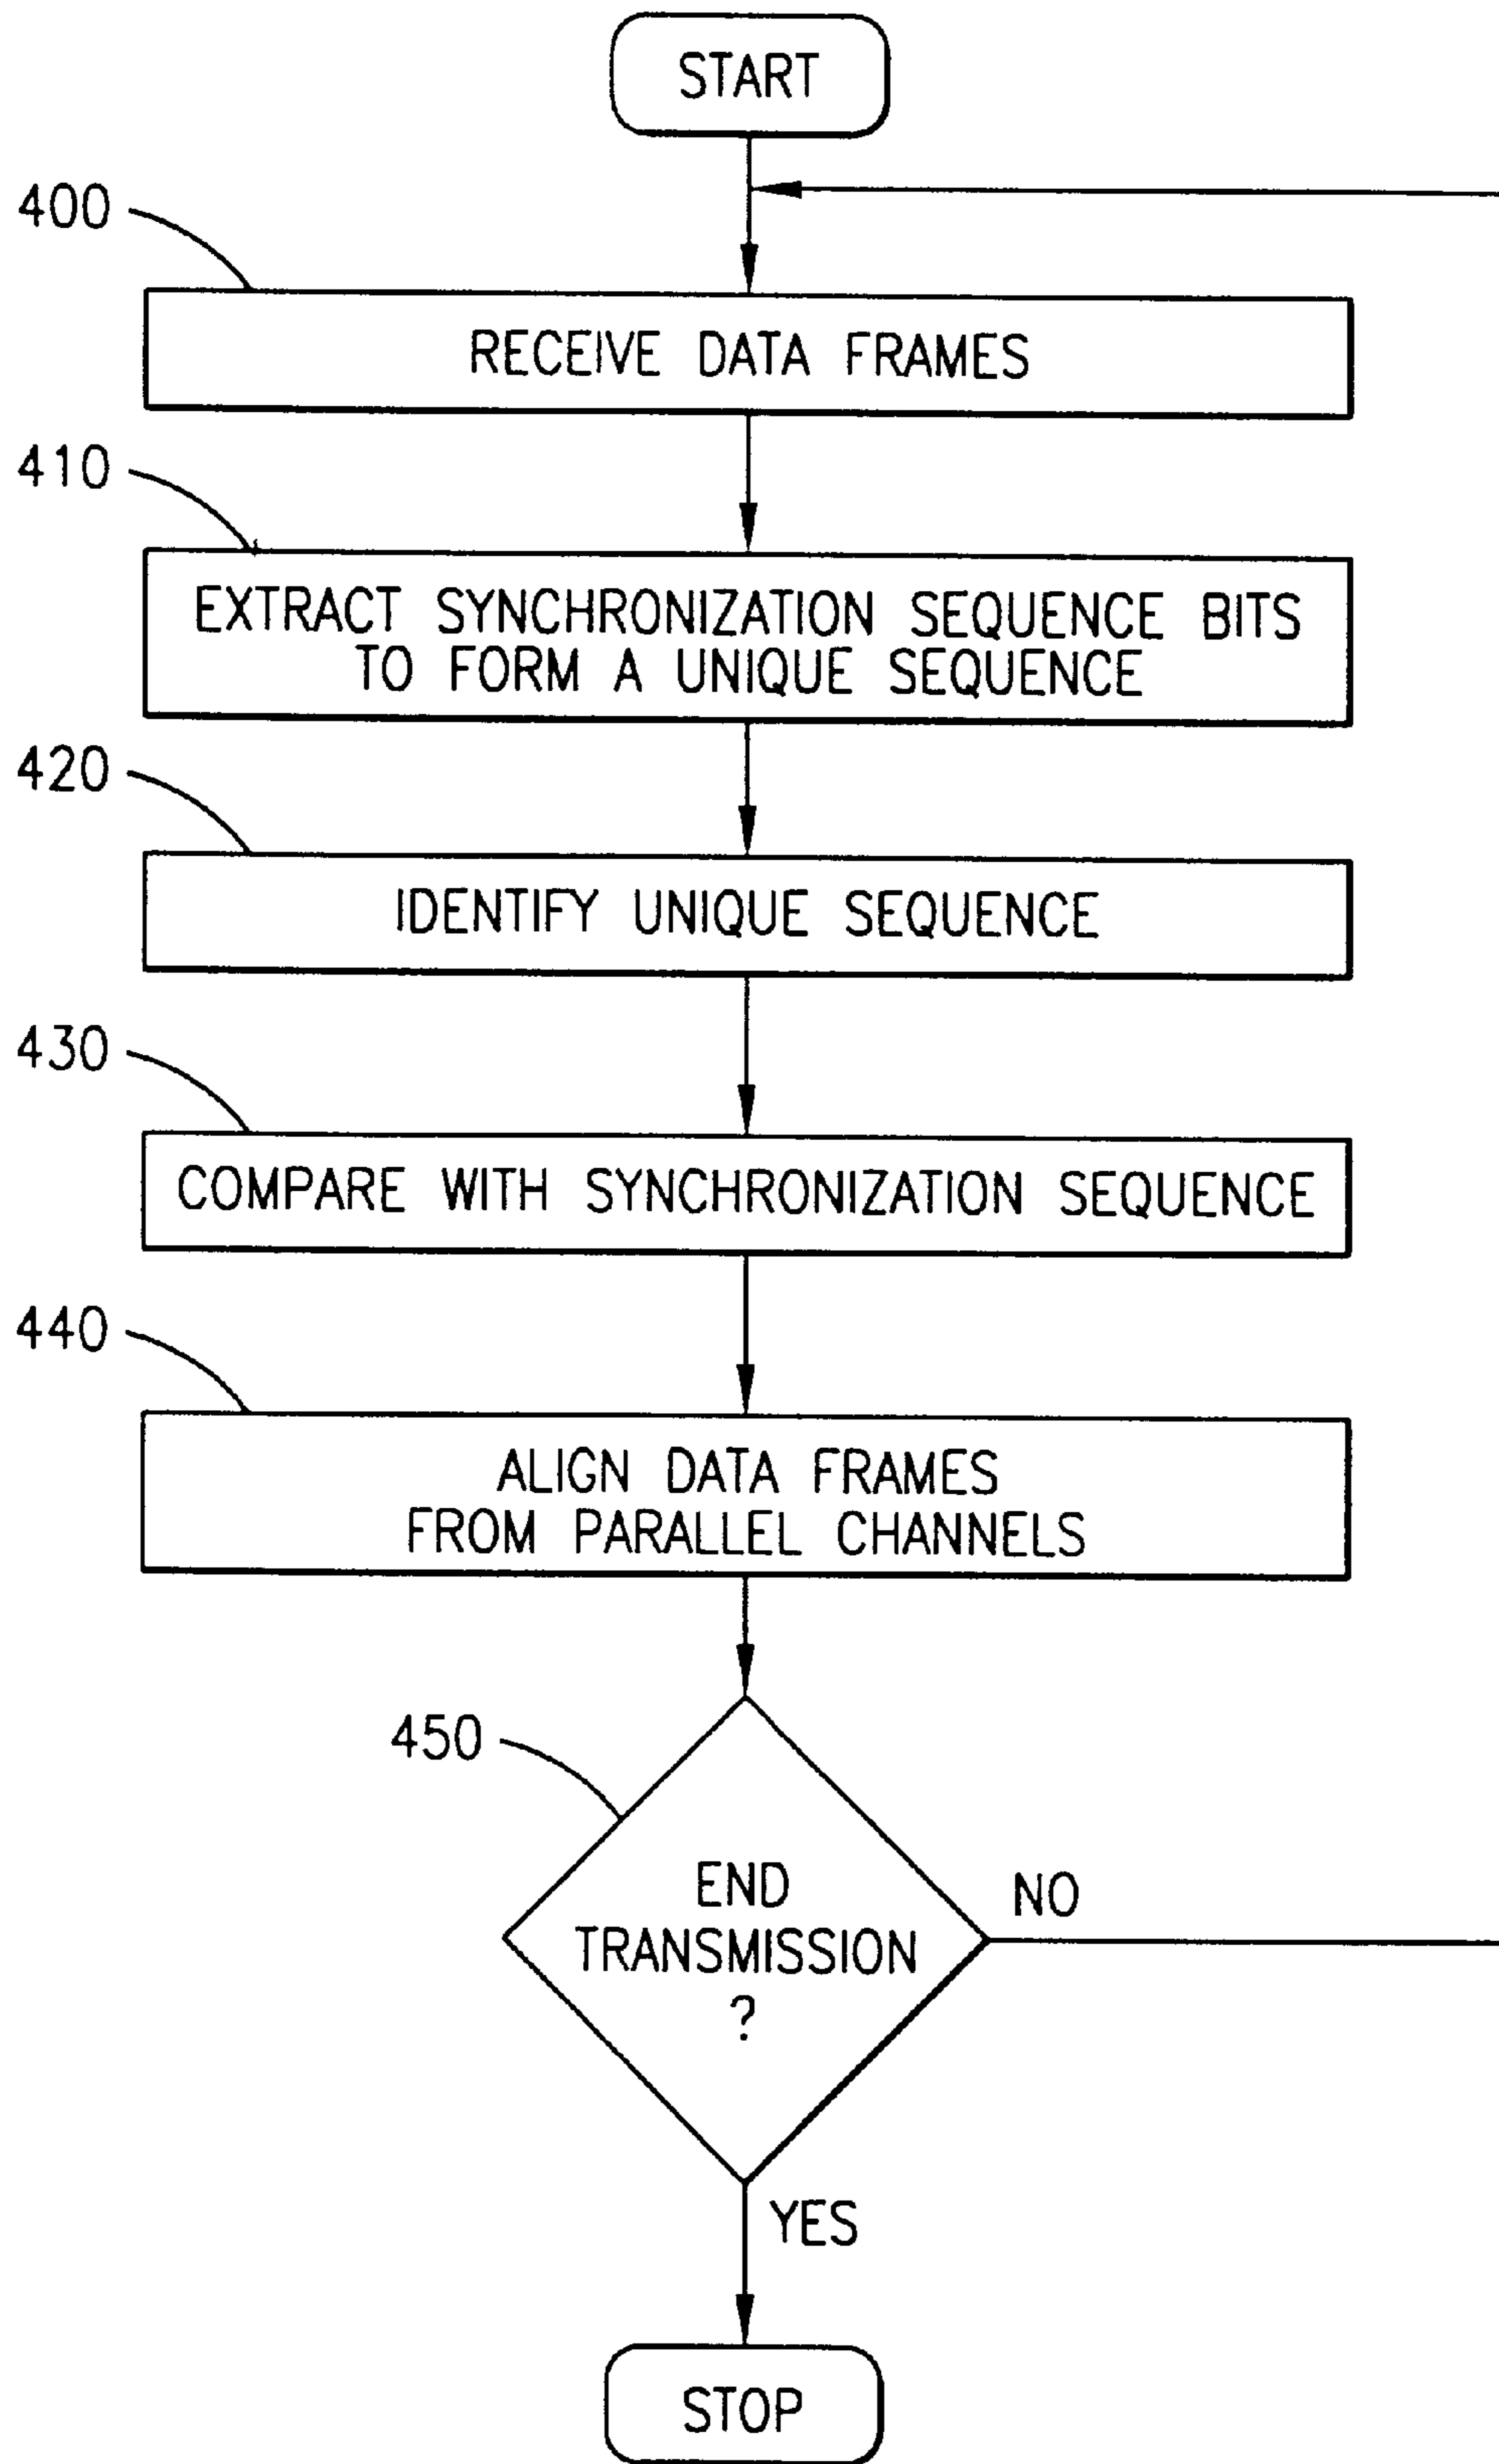 START
400
RECEIVE DATA FRAMES
410
EXTRACT SYNCHRONIZATION SEQUENCE BITS
TO FORM A UNIQUE SEQUENCE
420
IDENTIFY UNIQUE SEQUENCE
430
COMPARE WITH SYNCHRONIZATION SEQUENCE
440
ALIGN DATA FRAMES
FROM PARALLEL CHANNELS
450
END
TRANSMISSION
?
NO
YES
STOP